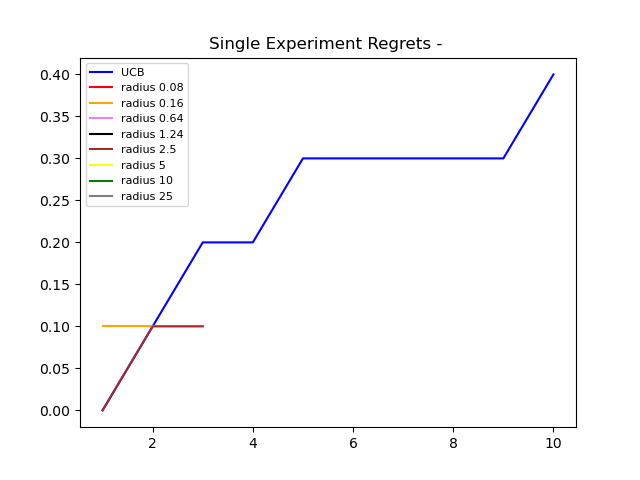 Single Experiment Regrets -
0.40
0.35
0.30
0.25
0.20
0.15
0.10
0.05
0.00
UCB
radius 0.08
radius 0.16
radius 0.64
radius 1.24
radius 2.5
radius 5
radius 10
radius 25
2 4 6 8 10